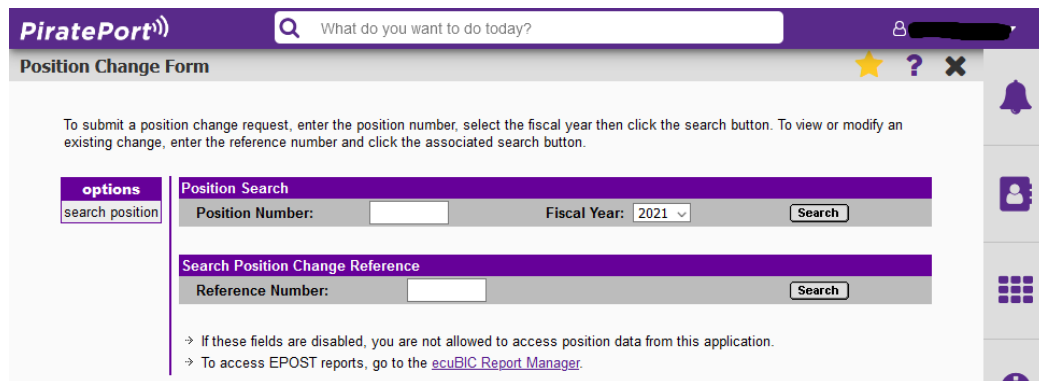 PiratePort
What do you want to do today?
Position Change Form
To submit a position change request, enter the position number, select the fiscal year then click the search button. To view or modify an
existing change, enter the reference number and click the associated search button.
options
search position
Position Search
Position Number: Fiscal Year: 2021 Search
Search Position Change Reference
Reference Number: Search
→ If these fields are disabled, you are not allowed to access position data from this application.
→ To access EPOST reports, go to the ecuBIC Report Manager.